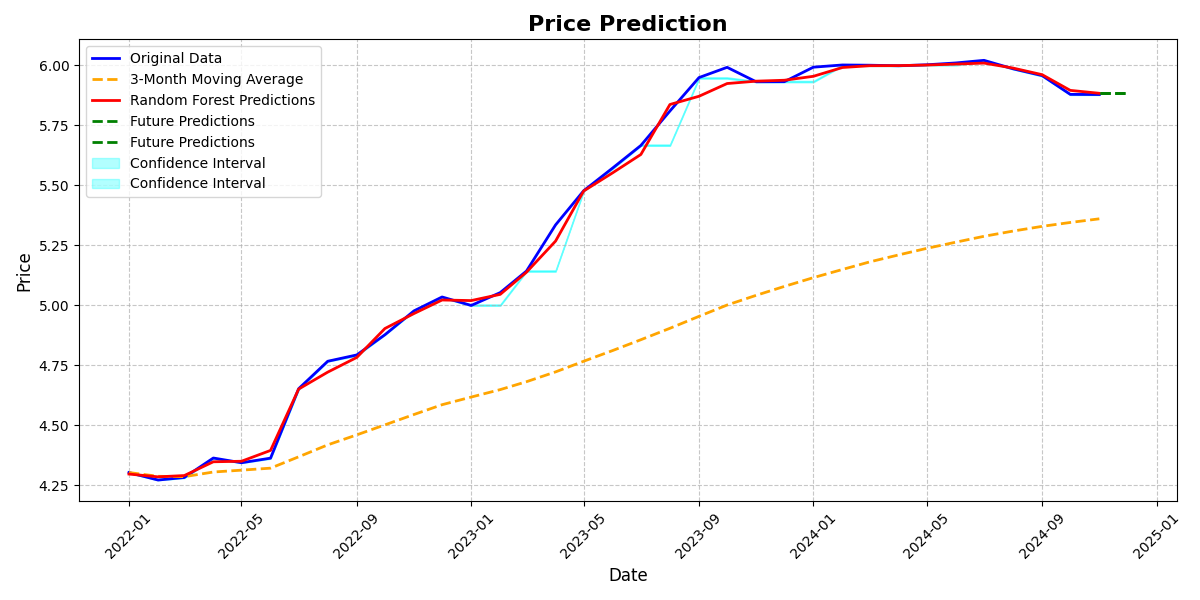 Price Prediction
Original Data
3-Month Moving Average
Random Forest Predictions
Future Predictions
Future Predictions
Confidence Interval
Confidence Interval
Price
6.00
5.75
5.50
5.25
5.00
4.75
4.50
4.25
2022-01
2022-05
2022-09
2023-01
2023-05
2023-09
2024-01
2024-05
2024-09
2025-01
Date